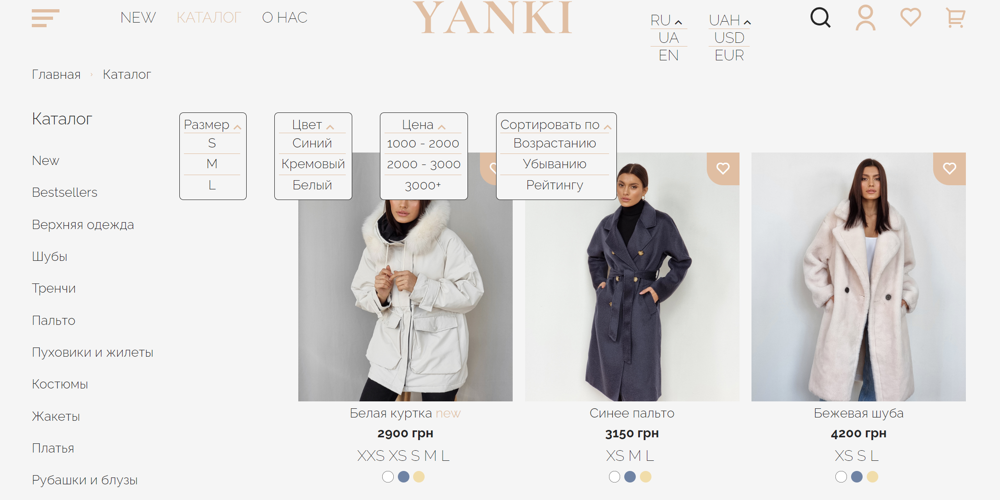 NEW КАТАЛОГ О НАС
YANKI
RU UAH
UA USD
EN EUR
Главная › Каталог
Каталог
Размер
S
M
L
Цвет
Синий
Кремовый
Белый
Цена
1000 - 2000
2000 - 3000
3000+
Сортировать по
Возрастанию
Убыванию
Рейтингу
New
Bestsellers
Верхняя одежда
Шубы
Тренчи
Пальто
Пуховики и жилеты
Костюмы
Жакеты
Платья
Рубашки и блузы
Белая куртка new
2900 грн
XXS XS S M L
Синее пальто
3150 грн
XS M L
Бежевая шуба
4200 грн
XS S L